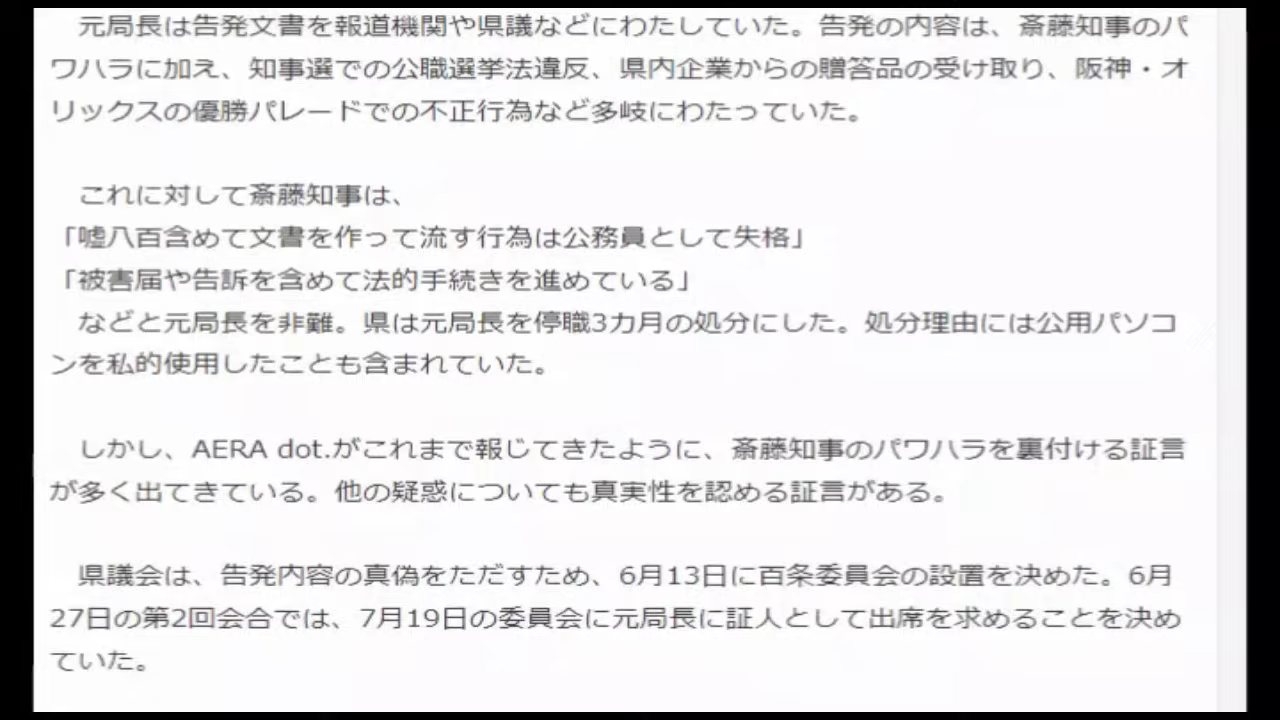 元局長は告発文書を報道機関や県議などにわたしていた。告発の内容は、斎藤知事のパ
ワハラに加え、知事選での公職選挙法違反、県内企業からの贈答品の受け取り、阪神・オ
リックスの優勝パレードでの不正行為など多岐にわたっていた。
これに対して斎藤知事は、
「嘘八百含めて文書を作って流す行為は公務員として失格」
「被害届や告訴を含めて法的手続きを進めている」
などと元局長を非難。県は元局長を停職3カ月の処分にした。処分理由には公用パソコ
ンを私的使用したことも含まれていた。
しかし、AERA dot.がこれまで報じてきたように、斎藤知事のパワハラを裏付ける証言
が多く出てきている。他の疑惑についても真実性を認める証言がある。
県議会は、告発内容の真偽をただすため、6月13日に百条委員会の設置を決めた。6月
27日の第2回会合では、7月19日の委員会に元局長に証人として出席を求めることを決め
ていた。